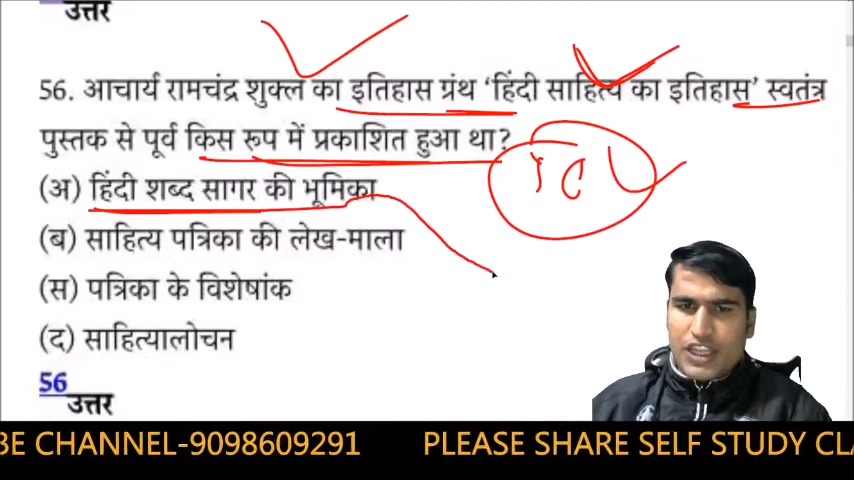 उत्तर
56. आचार्य रामचंद्र शुक्ल का इतिहास ग्रंथ ‘हिंदी साहित्य का इतिहास’ स्वतंत्र
पुस्तक से पूर्व किस रूप में प्रकाशित हुआ था?
(अ) हिंदी शब्द सागर की भूमिका
(ब) साहित्य पत्रिका की लेख-माला
(स) पत्रिका के विशेषांक
(द) साहित्यालोचन
56
उत्तर
BE CHANNEL-9098609291 PLEASE SHARE SELF STUDY CLA